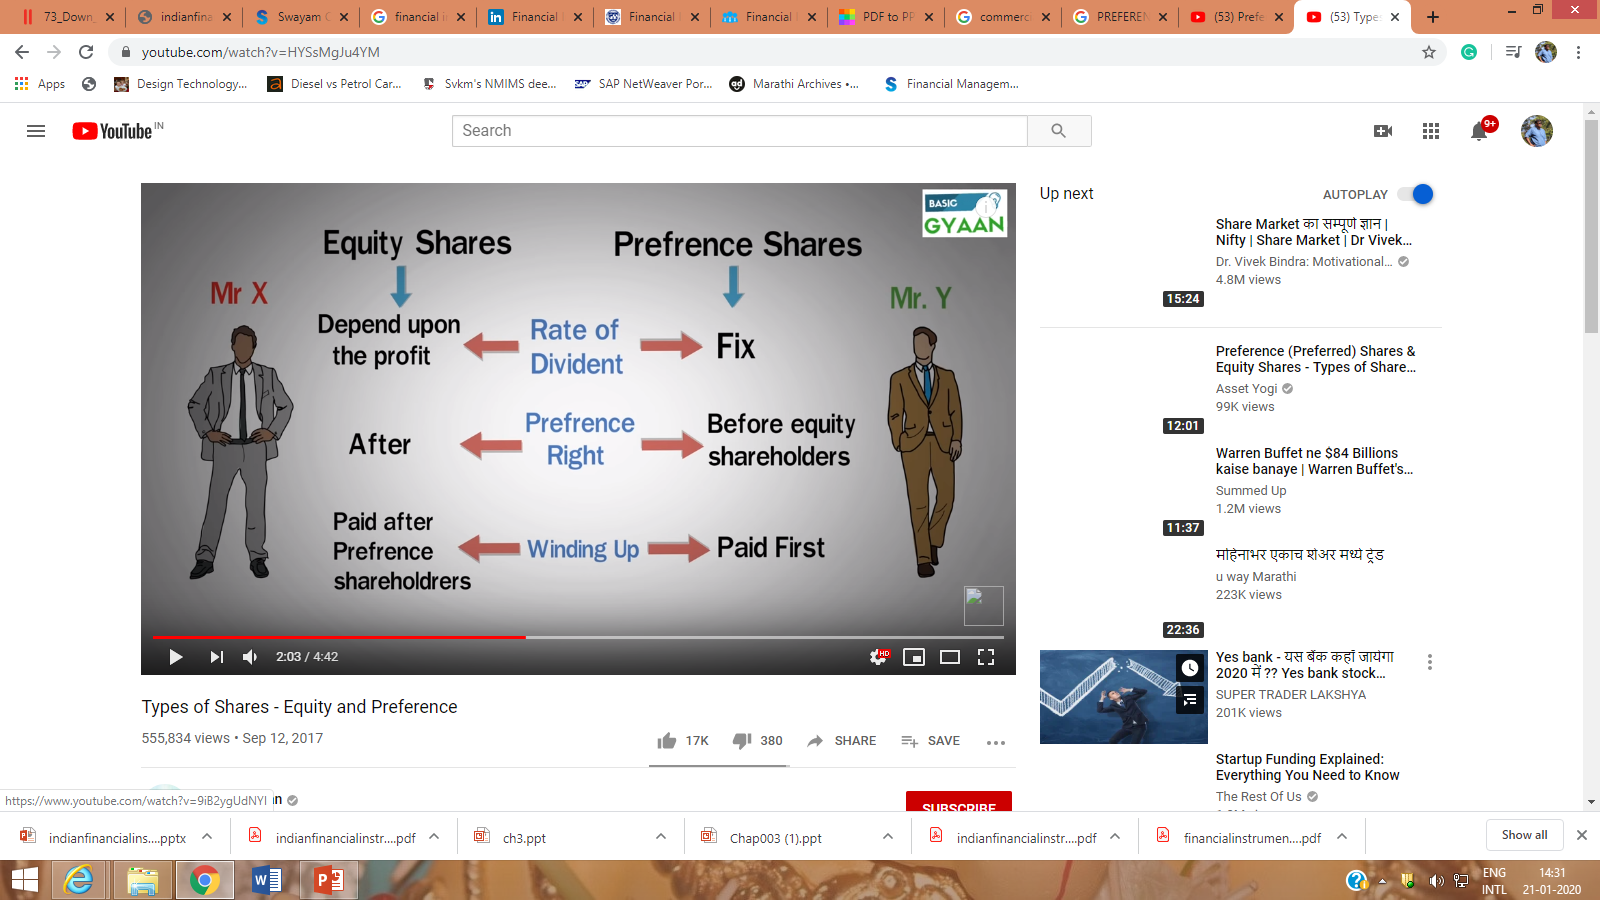 73_Down
indianfina
Swayam C
financial i
Financial
Financial
Financial
PDF to PP
commerc
PREFEREN
(53) Prefe
(53) Types
youtube.com/watch?v=HYSsMgJu4YM
Apps
Design Technology...
Diesel vs Petrol Car...
Svkm's NMIMS dee...
SAP NetWeaver Por...
Marathi Archives •...
Financial Managem...
YouTube IN
Search
9+
BASIC
GYAAN
Equity Shares
Prefrence Shares
Mr X
Mr. Y
Depend upon
the profit
Rate of
Divident
Fix
After
Prefrence
Right
Before equity
shareholders
Paid after
Prefrence
shareholdrers
Winding Up
Paid First
2:03 / 4:42
HD
Types of Shares - Equity and Preference
555,834 views • Sep 12, 2017
17K
380
SHARE
SAVE
SUBSCRIBE
https://www.youtube.com/watch?v=9iB2ygUdNYI
Up next
AUTOPLAY
Share Market का सम्पूर्ण ज्ञान |
Nifty | Share Market | Dr Vivek...
Dr. Vivek Bindra: Motivational...
4.8M views
15:24
Preference (Preferred) Shares &
Equity Shares - Types of Share...
Asset Yogi
99K views
12:01
Warren Buffet ne $84 Billions
kaise banaye | Warren Buffet's...
Summed Up
1.2M views
11:37
महिनाभर एकाच शेअर मध्ये ट्रेड
u way Marathi
223K views
22:36
Yes bank - यस बैंक कहाँ जायेगा
2020 में ?? Yes bank stock...
SUPER TRADER LAKSHYA
201K views
Startup Funding Explained:
Everything You Need to Know
The Rest Of Us
indianfinancialins....pptx
indianfinancialinstr....pdf
ch3.ppt
Chap003 (1).ppt
indianfinancialinstr....pdf
financialinstrumen....pdf
Show all
ENG
INTL
14:31
21-01-2020